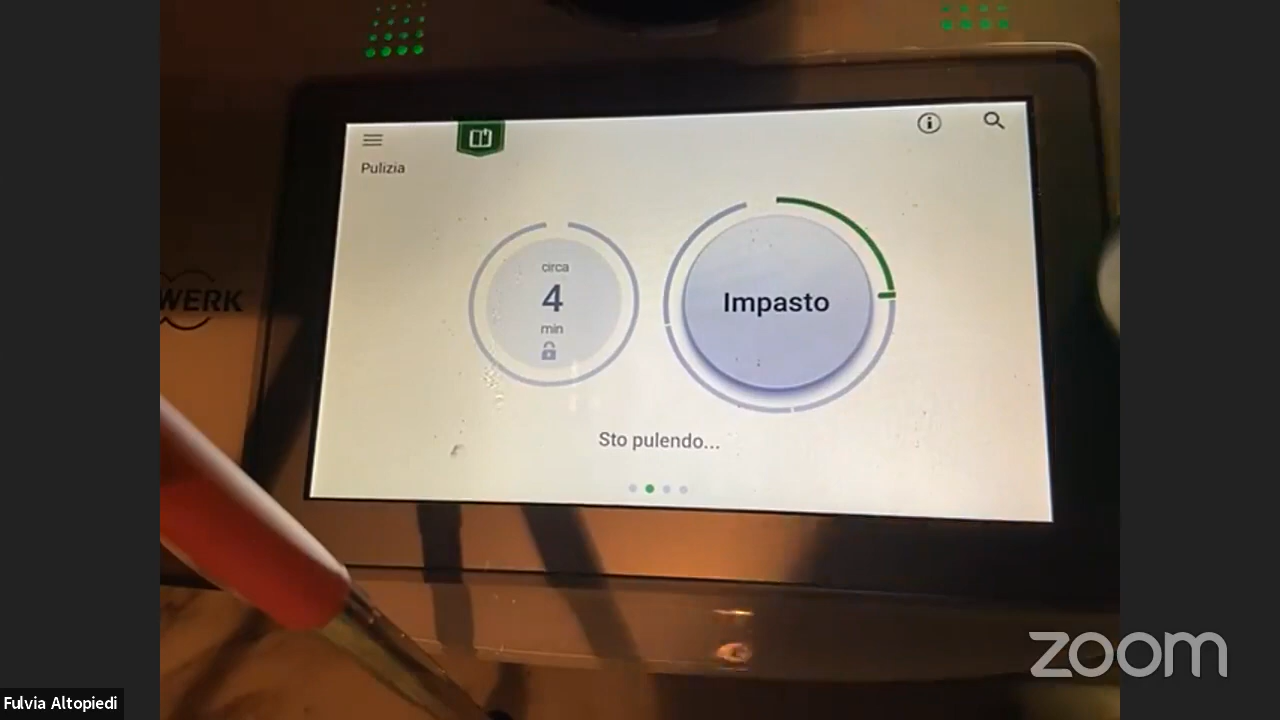 Pulizia
circa
4
min
Impasto
WERK
Sto pulendo...
zoom
Fulvia Altopiedi